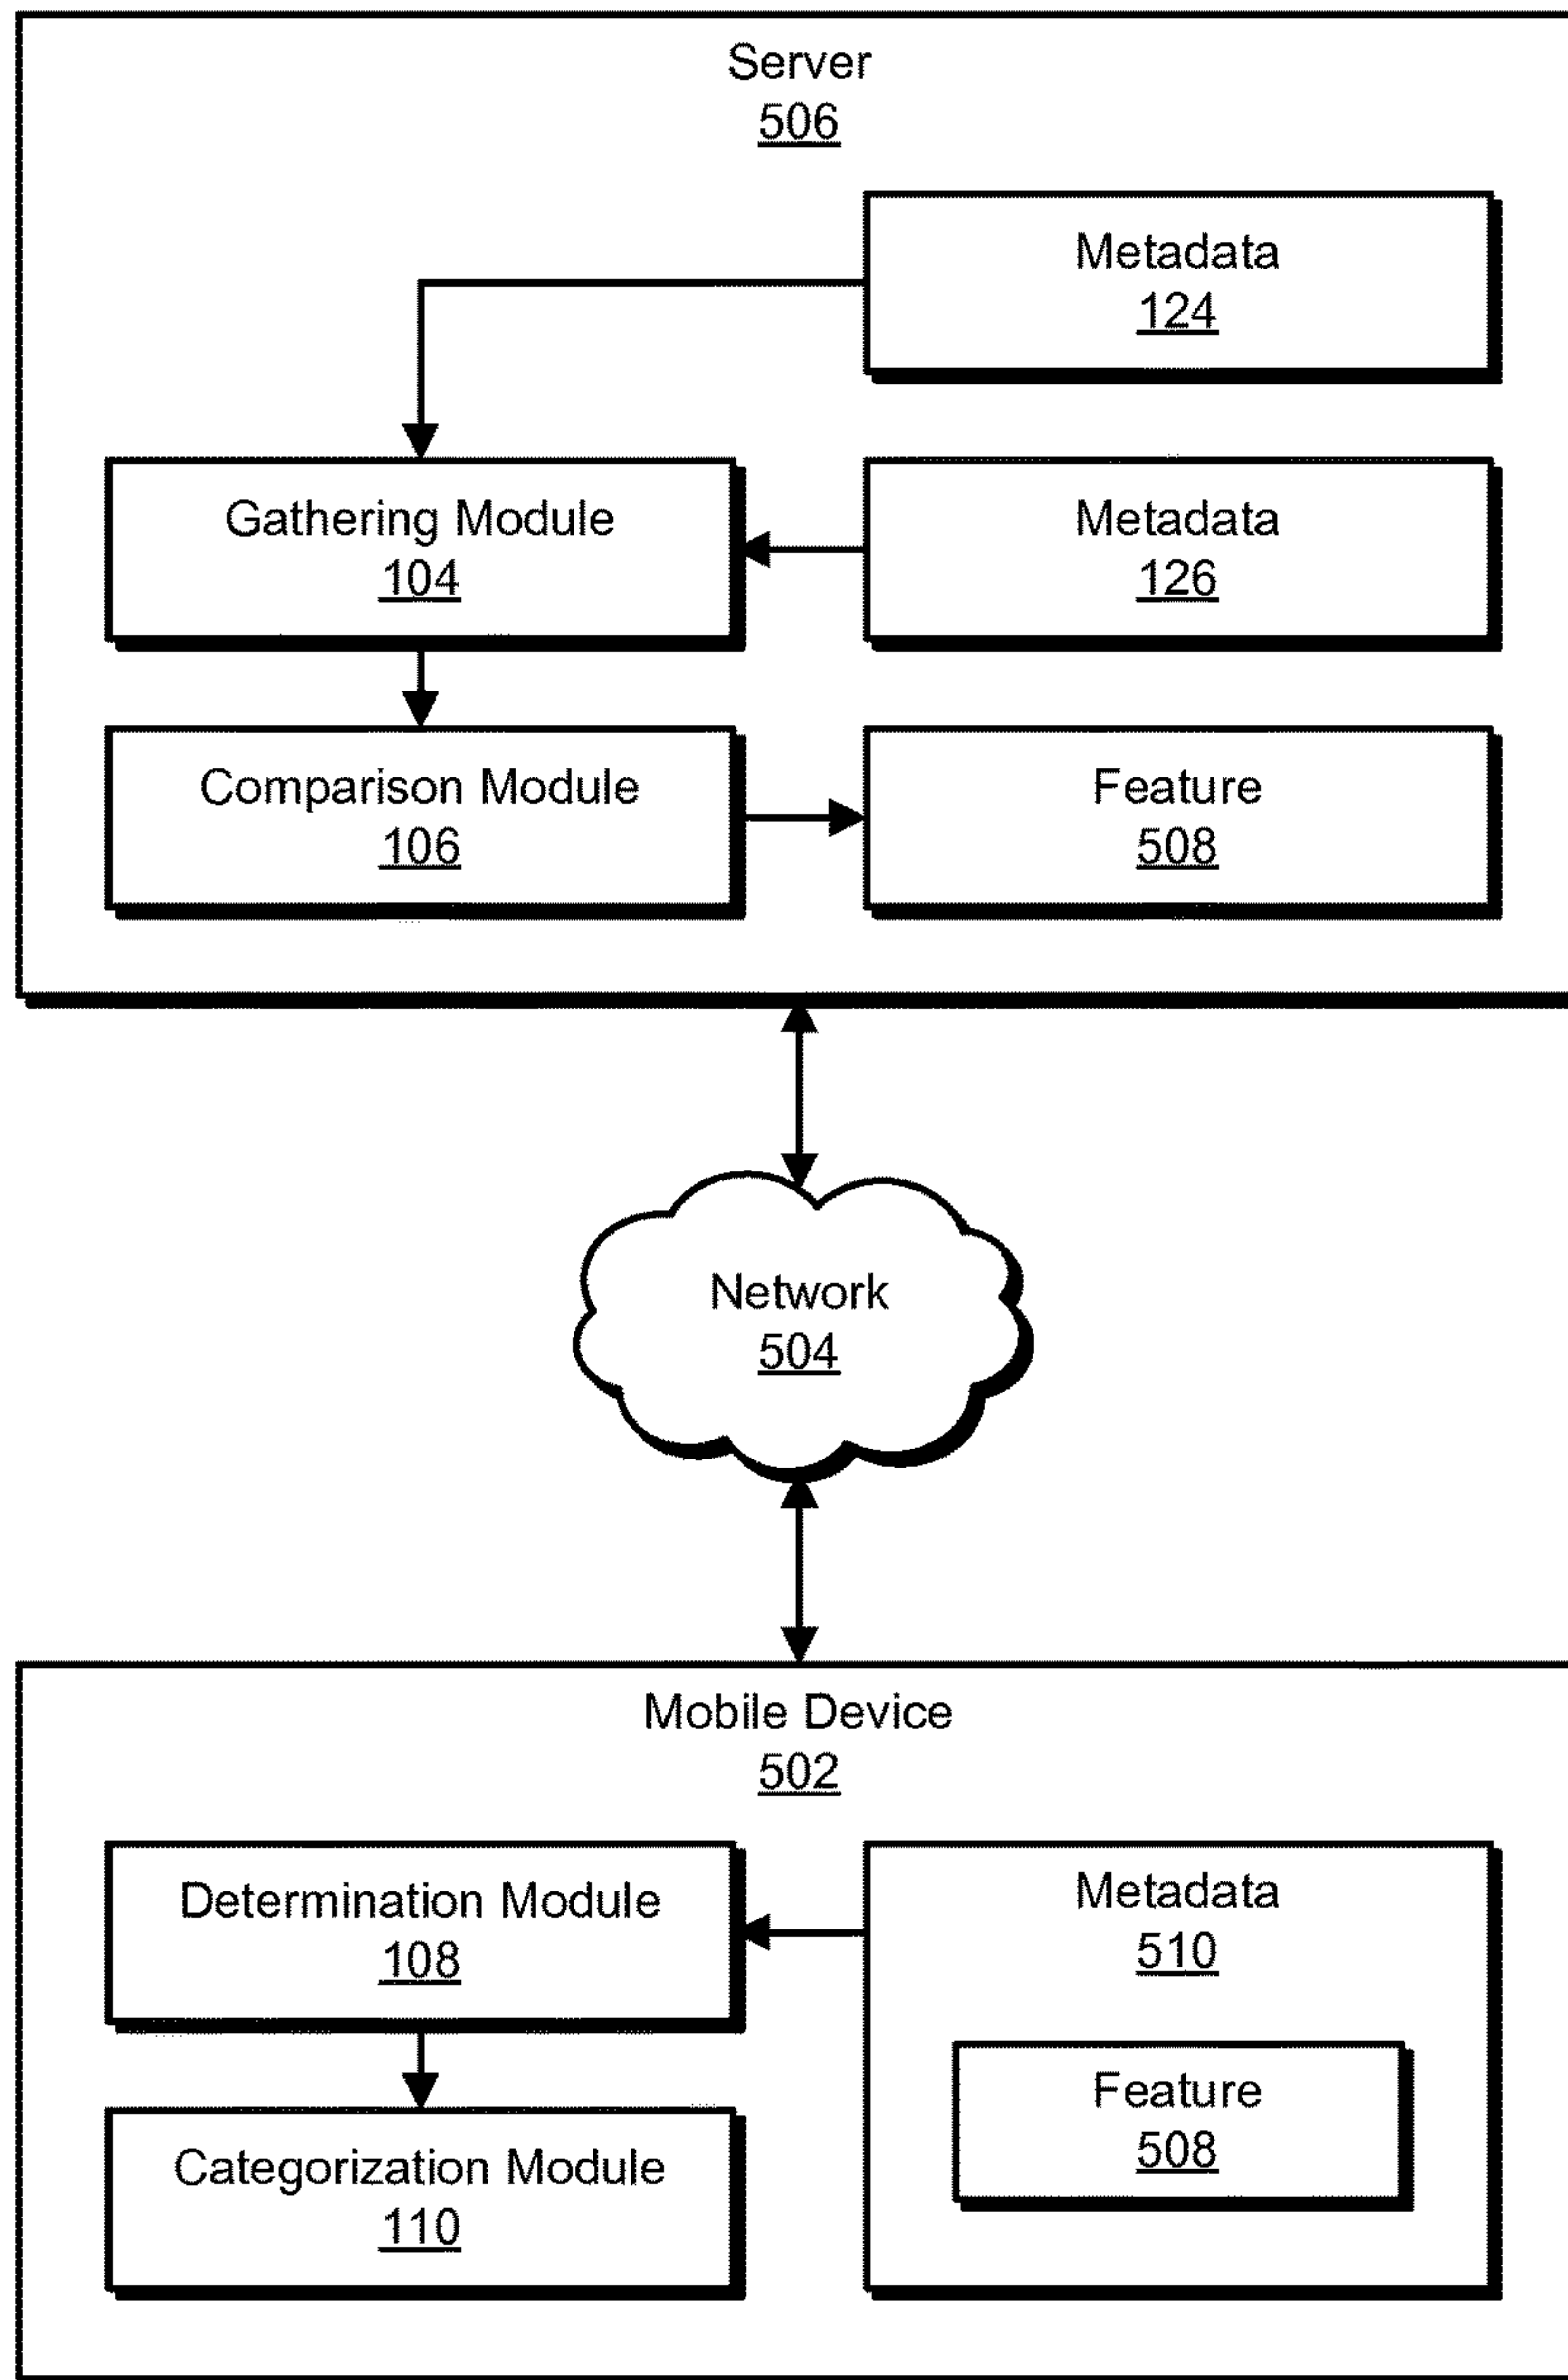 Server
506
Metadata
124
Gathering Module
104
Metadata
126
Comparison Module
106
Feature
508
Network
504
Mobile Device
502
Determination Module
108
Metadata
510
Feature
508
Categorization Module
110